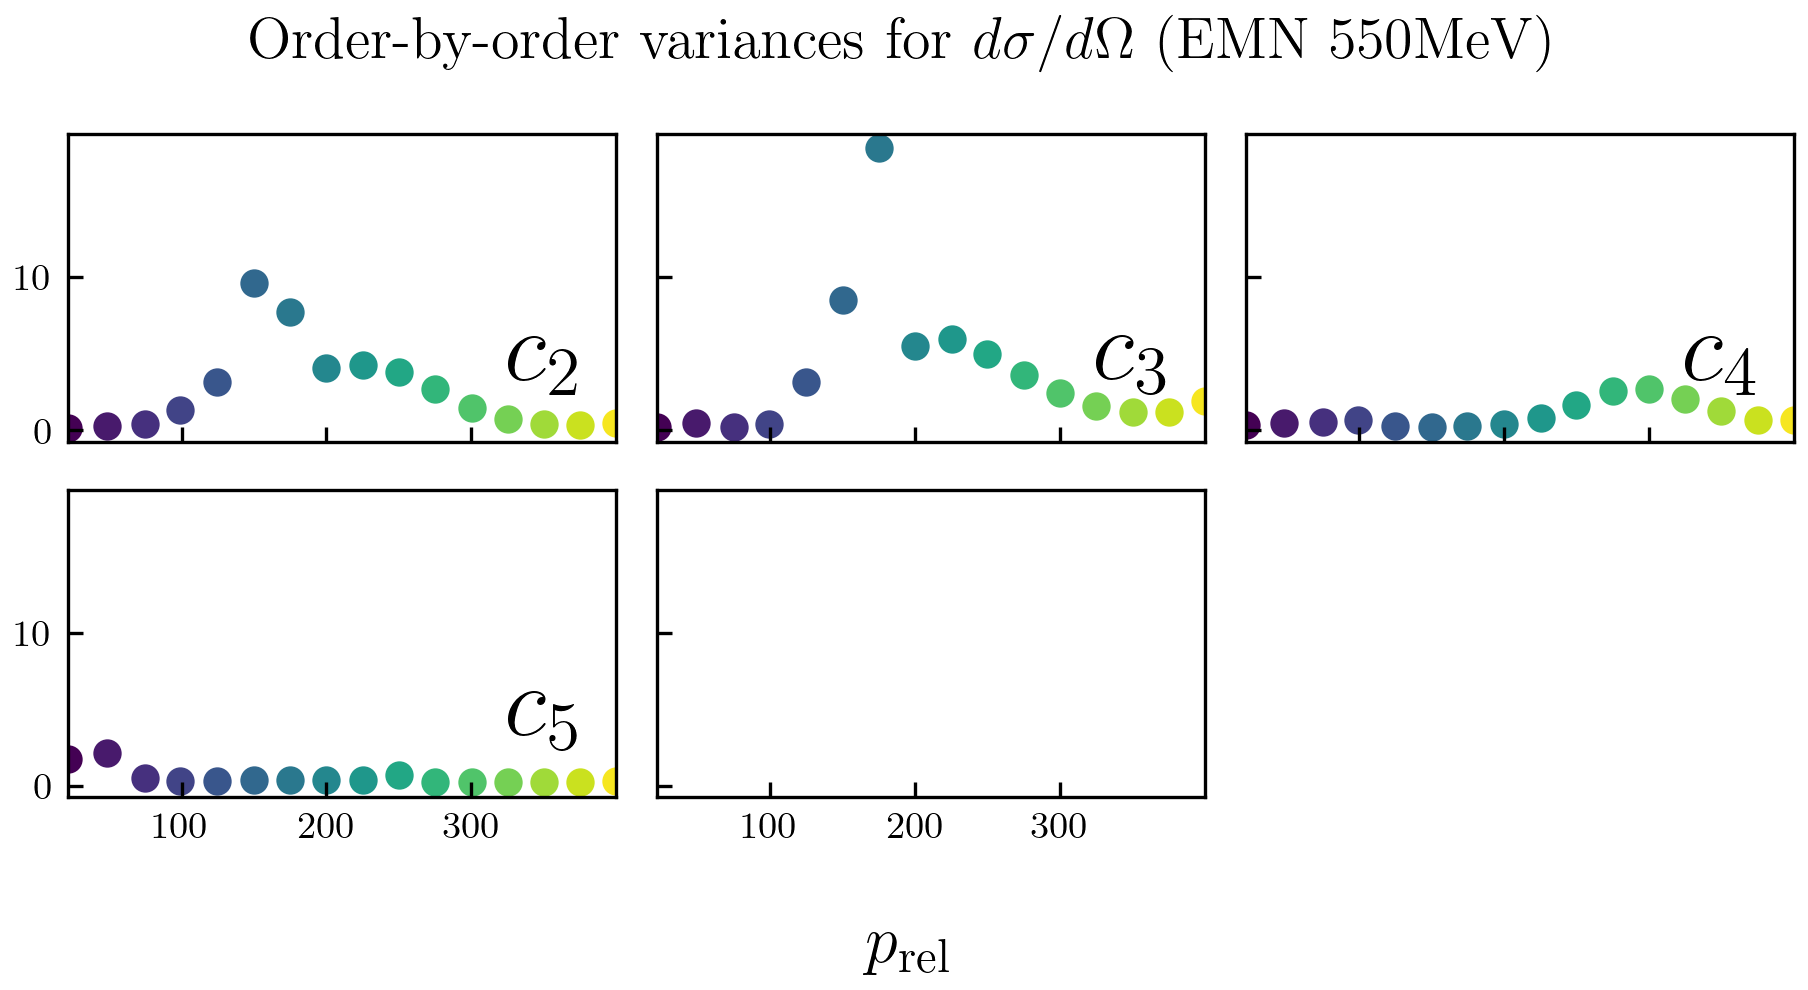 Order-by-order variances for dσ/dΩ (EMN 550MeV)
10
0
c₂
c₃
c₄
10
0
c₅
100 200 300
100 200 300
p_rel